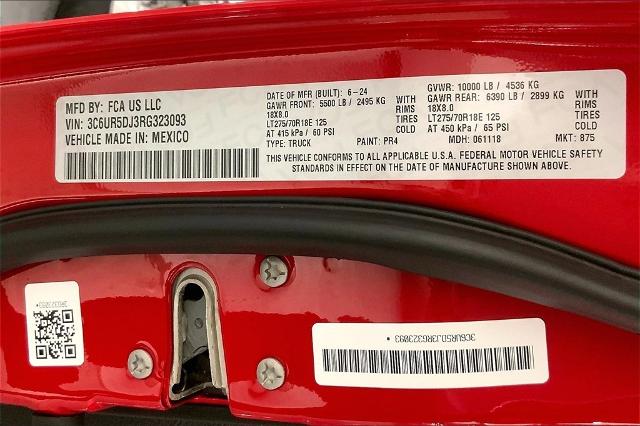 MFD BY: FCA US LLC
VIN: 3C6UR5DJ3RG323093
VEHICLE MADE IN: MEXICO
DATE OF MFR (BUILT): 6-24
GAWR FRONT: 5500 LB / 2495 KG
18X8.0 RIMS
LT275/70R18E 125 TIRES
AT 415 kPa / 60 PSI COLD
TYPE: TRUCK PAINT: PR4
GVWR: 10000 LB / 4536 KG
GAWR REAR: 6390 LB / 2899 KG
18X8.0 RIMS
LT275/70R18E 125 TIRES
AT 450 kPa / 65 PSI COLD
MDH: 061118 MKT: 875
THIS VEHICLE CONFORMS TO ALL APPLICABLE U.S.A. FEDERAL MOTOR VEHICLE SAFETY
STANDARDS IN EFFECT ON THE DATE OF MANUFACTURE SHOWN ABOVE.
*3RG323093
3C6UR5DJ3RG323093